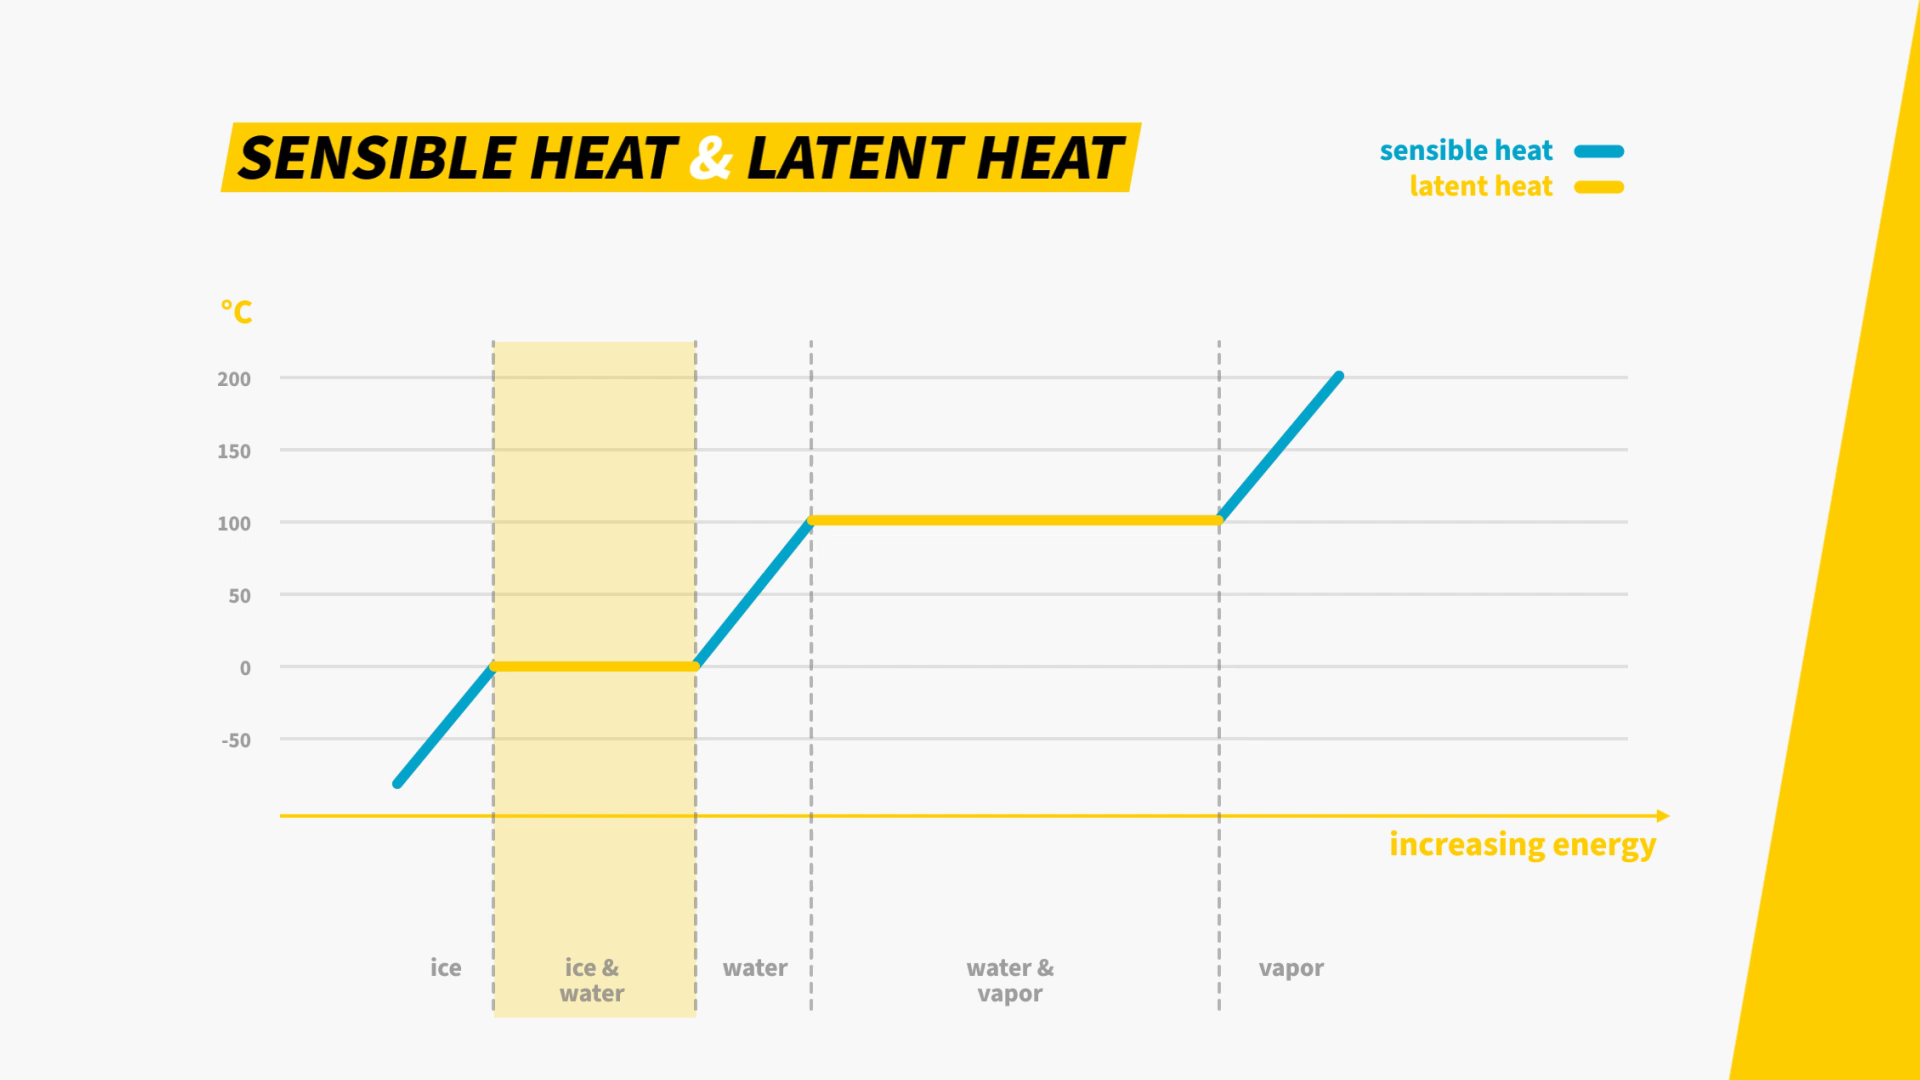 SENSIBLE HEAT & LATENT HEAT
sensible heat
latent heat
°C
200
150
100
50
0
-50
increasing energy
ice
ice &
water
water
water &
vapor
vapor